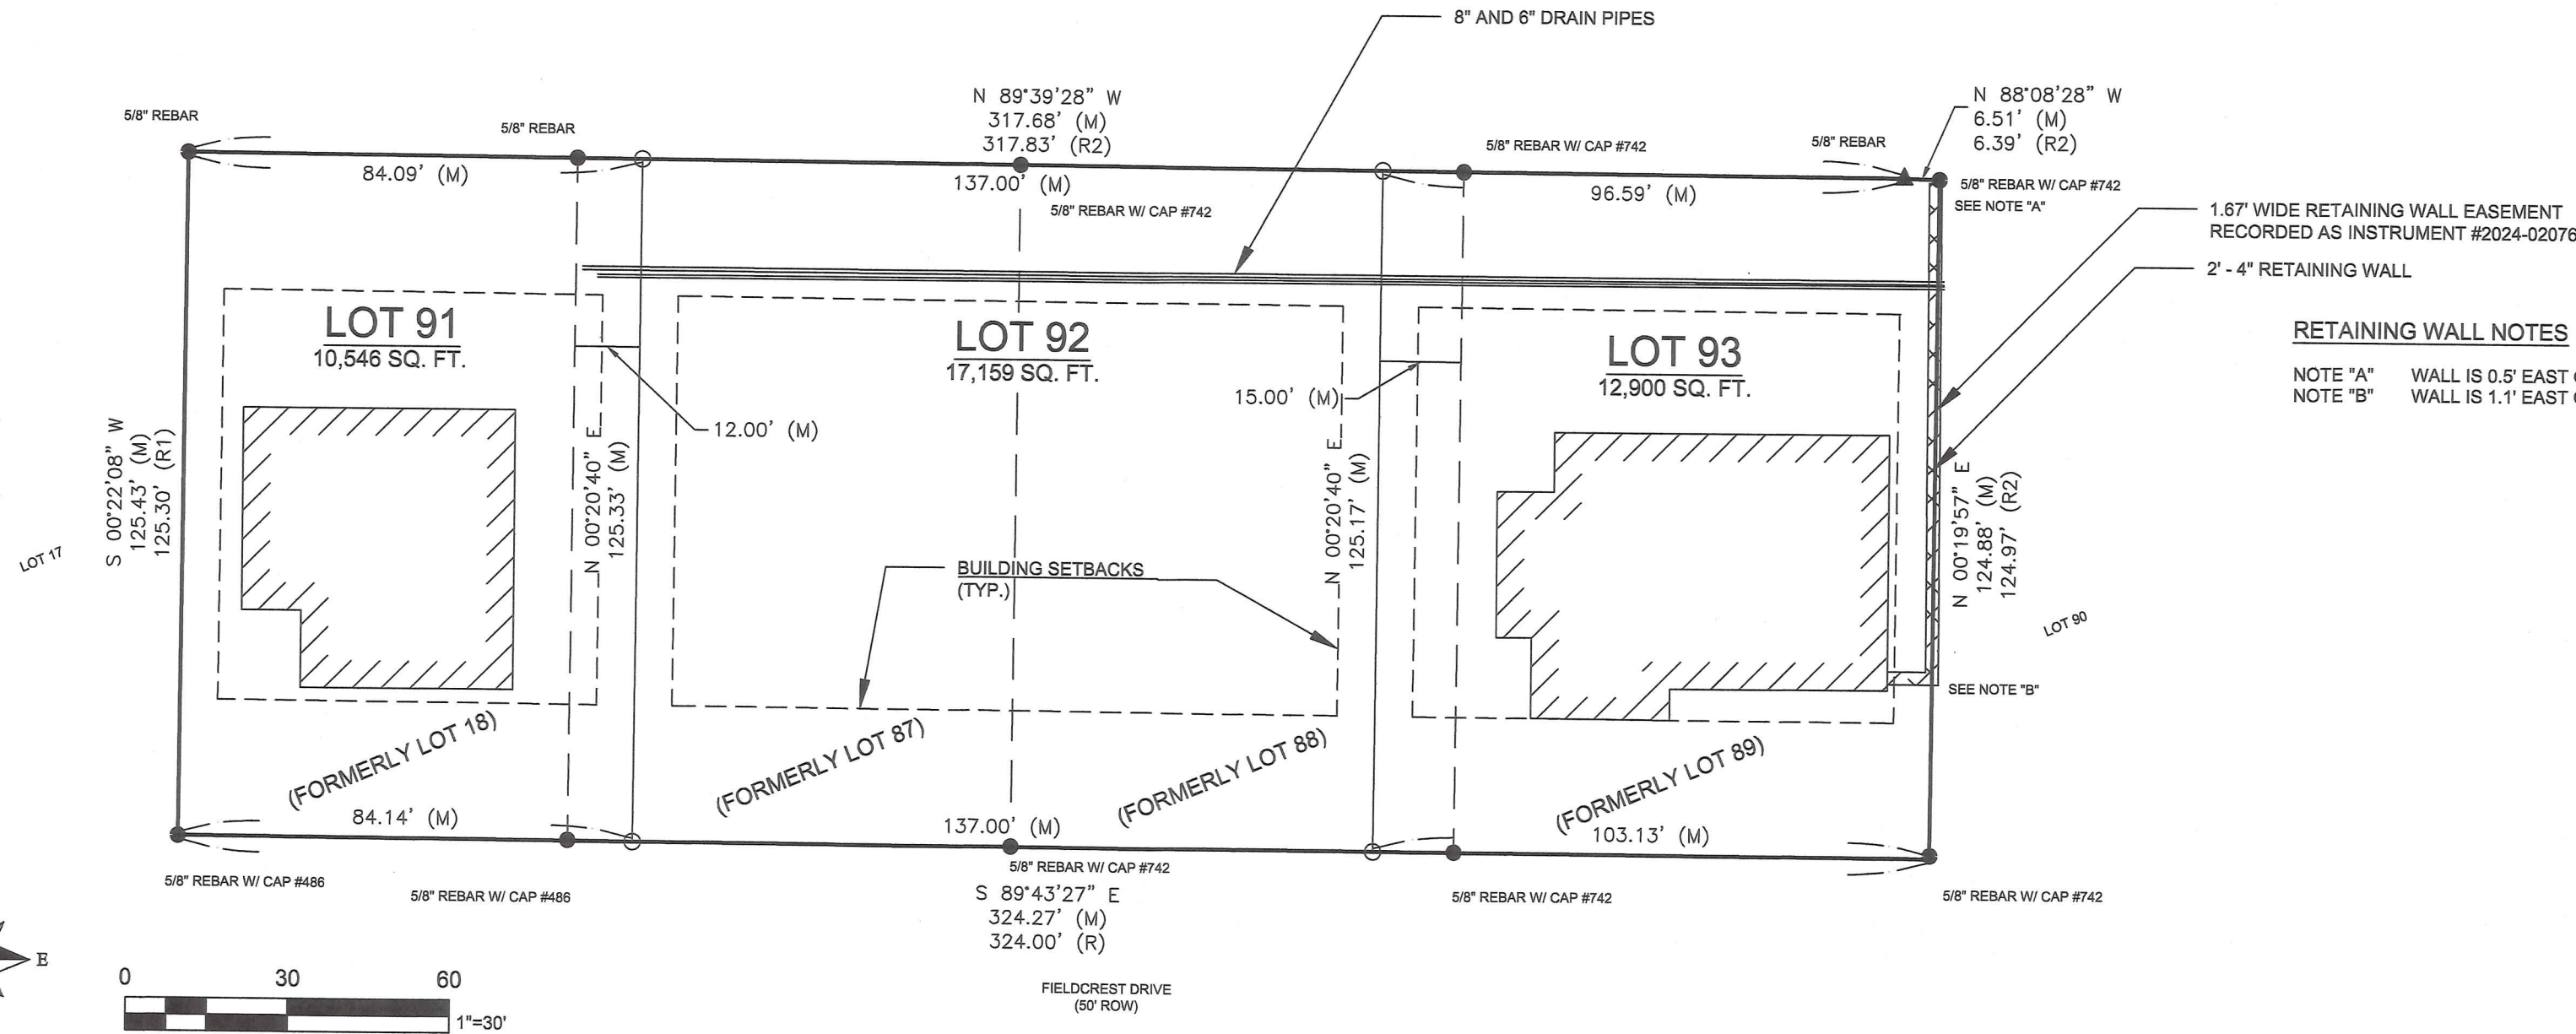 8" AND 6" DRAIN PIPES
N 89°39'28" W
317.68' (M)
317.83' (R2)
N 88°08'28" W
6.51' (M)
6.39' (R2)
5/8" REBAR
5/8" REBAR
5/8" REBAR W/ CAP #742
5/8" REBAR
84.09' (M)
137.00' (M)
96.59' (M)
5/8" REBAR W/ CAP #742
SEE NOTE "A"
5/8" REBAR W/ CAP #742
1.67' WIDE RETAINING WALL EASEMENT
RECORDED AS INSTRUMENT #2024-02076
2' - 4" RETAINING WALL
RETAINING WALL NOTES
NOTE "A" WALL IS 0.5' EAST
NOTE "B" WALL IS 1.1' EAST
LOT 91
10,546 SQ. FT.
LOT 92
17,159 SQ. FT.
LOT 93
12,900 SQ. FT.
12.00' (M)
15.00' (M)
S 00°22'08" W
125.43' (M)
125.30' (R1)
N 00°20'40" E
125.33' (M)
N 00°20'40" E
125.17' (M)
N 00°19'57" E
124.88' (M)
124.97' (R2)
LOT 17
LOT 90
BUILDING SETBACKS
(TYP.)
SEE NOTE "B"
(FORMERLY LOT 18)
(FORMERLY LOT 87)
(FORMERLY LOT 88)
(FORMERLY LOT 89)
84.14' (M)
137.00' (M)
103.13' (M)
5/8" REBAR W/ CAP #486
5/8" REBAR W/ CAP #486
5/8" REBAR W/ CAP #742
5/8" REBAR W/ CAP #742
5/8" REBAR W/ CAP #742
S 89°43'27" E
324.27' (M)
324.00' (R)
FIELDCREST DRIVE
(50' ROW)
E
0 30 60
1"=30'